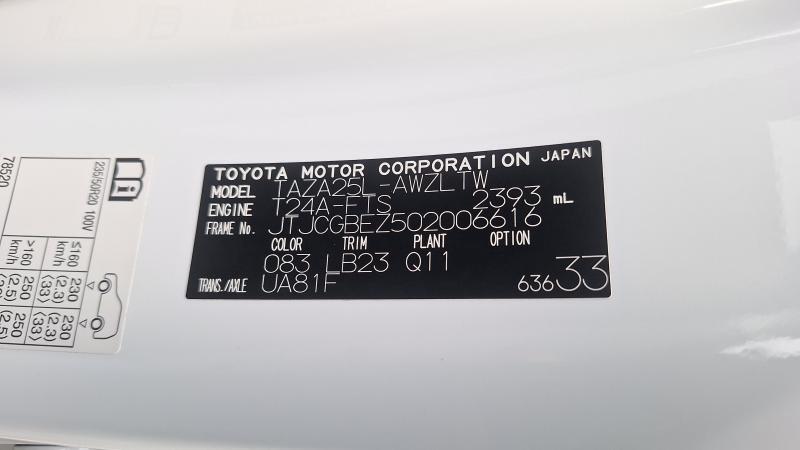 TOYOTA MOTOR CORPORATION JAPAN
MODEL TAZA25L-AWZLTW
ENGINE T24A-FTS 2393 mL
FRAME No. JTJCGBEZ502006616
COLOR TRIM PLANT OPTION
083 LB23 Q11
TRANS./AXLE UA81F 63633
78520
235/50R20 100V
≤160 km/h 230 (2.3) ⟨33⟩ 230 (2.3) ⟨33⟩
>160 km/h 250 (2.5) 250 (2.5)